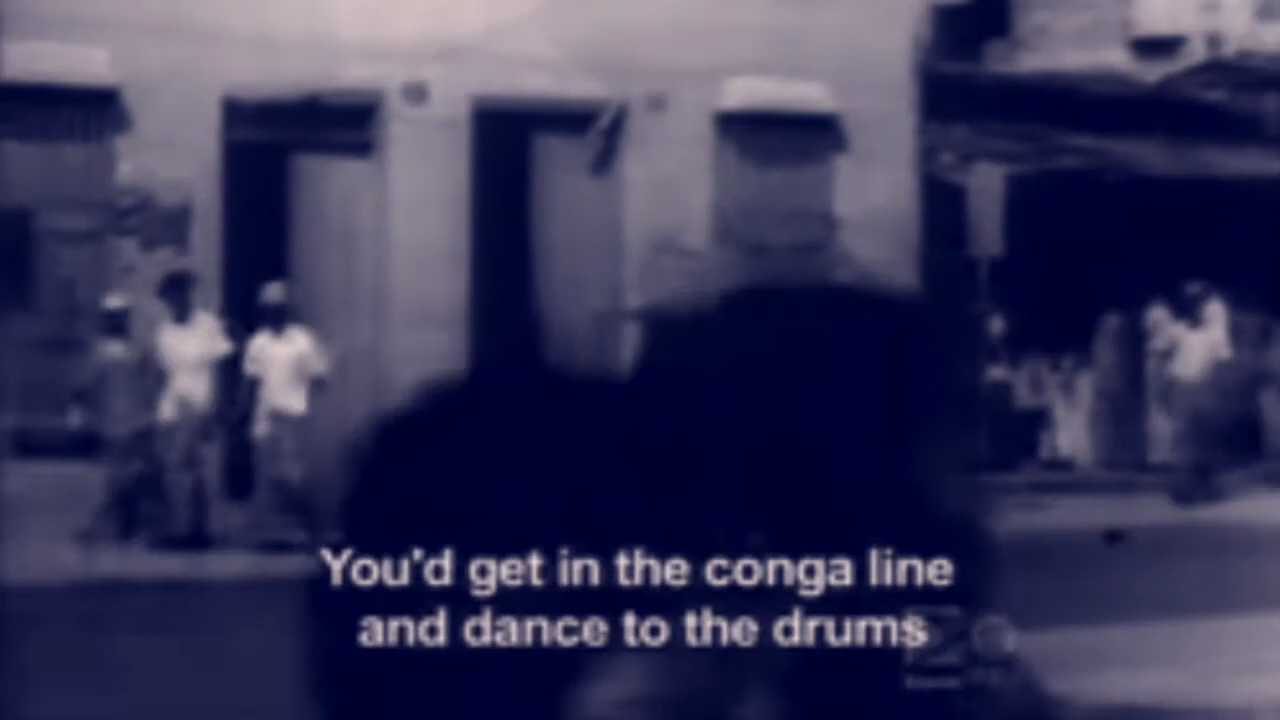 You'd get in the conga line
and dance to the drums